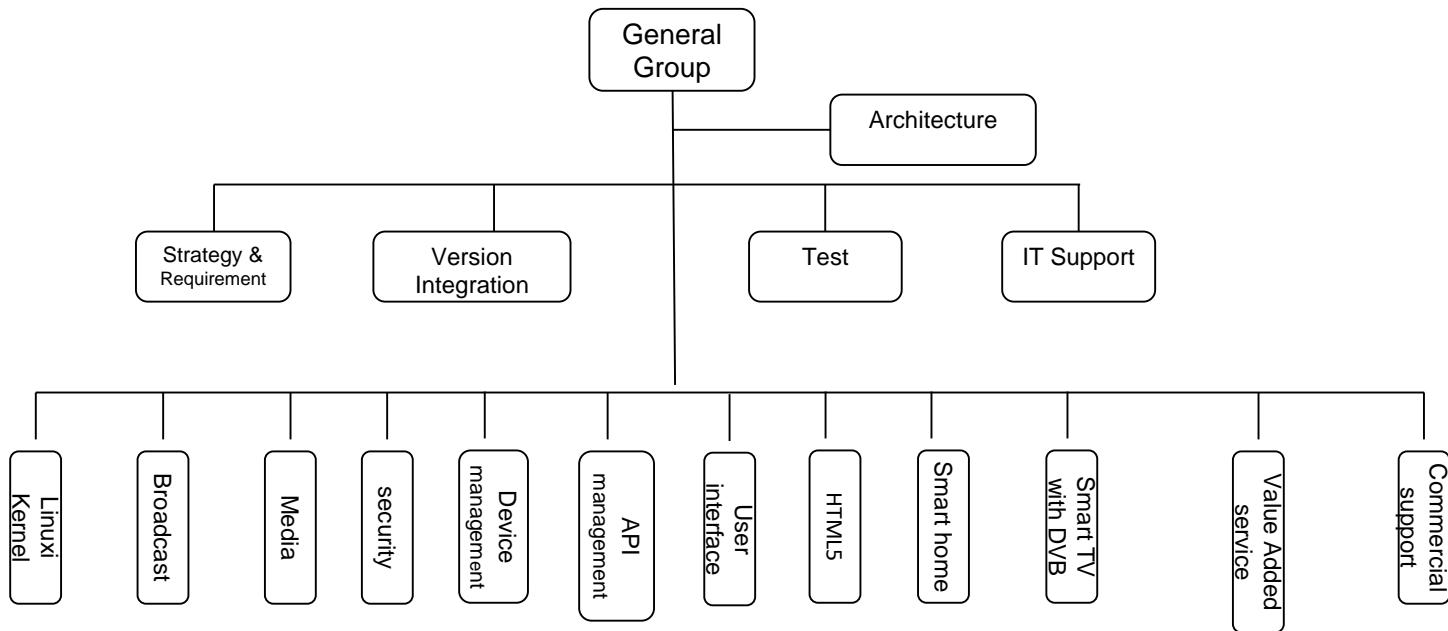 General
Group
Architecture
Strategy &
Requirement
Version
Integration
Test
IT Support
Linuxi
Kernel
Broadcast
Media
security
Device
management
API
management
User
interface
HTML5
Smart home
Smart TV
with DVB
Value Added
service
Commercial
support